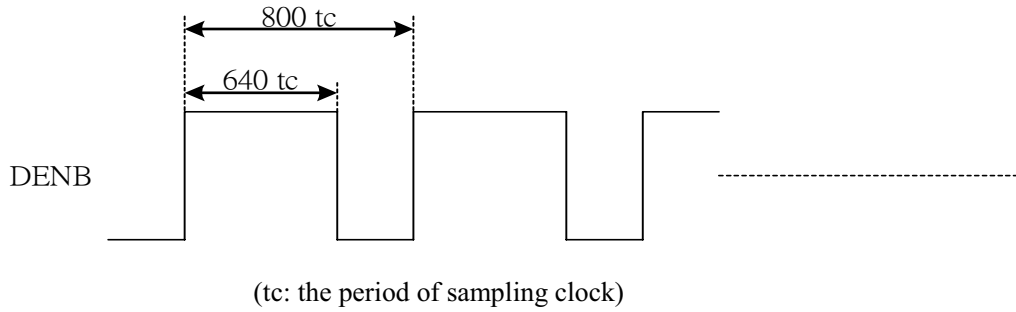 800 tc
640 tc
DENB
(tc: the period of sampling clock)